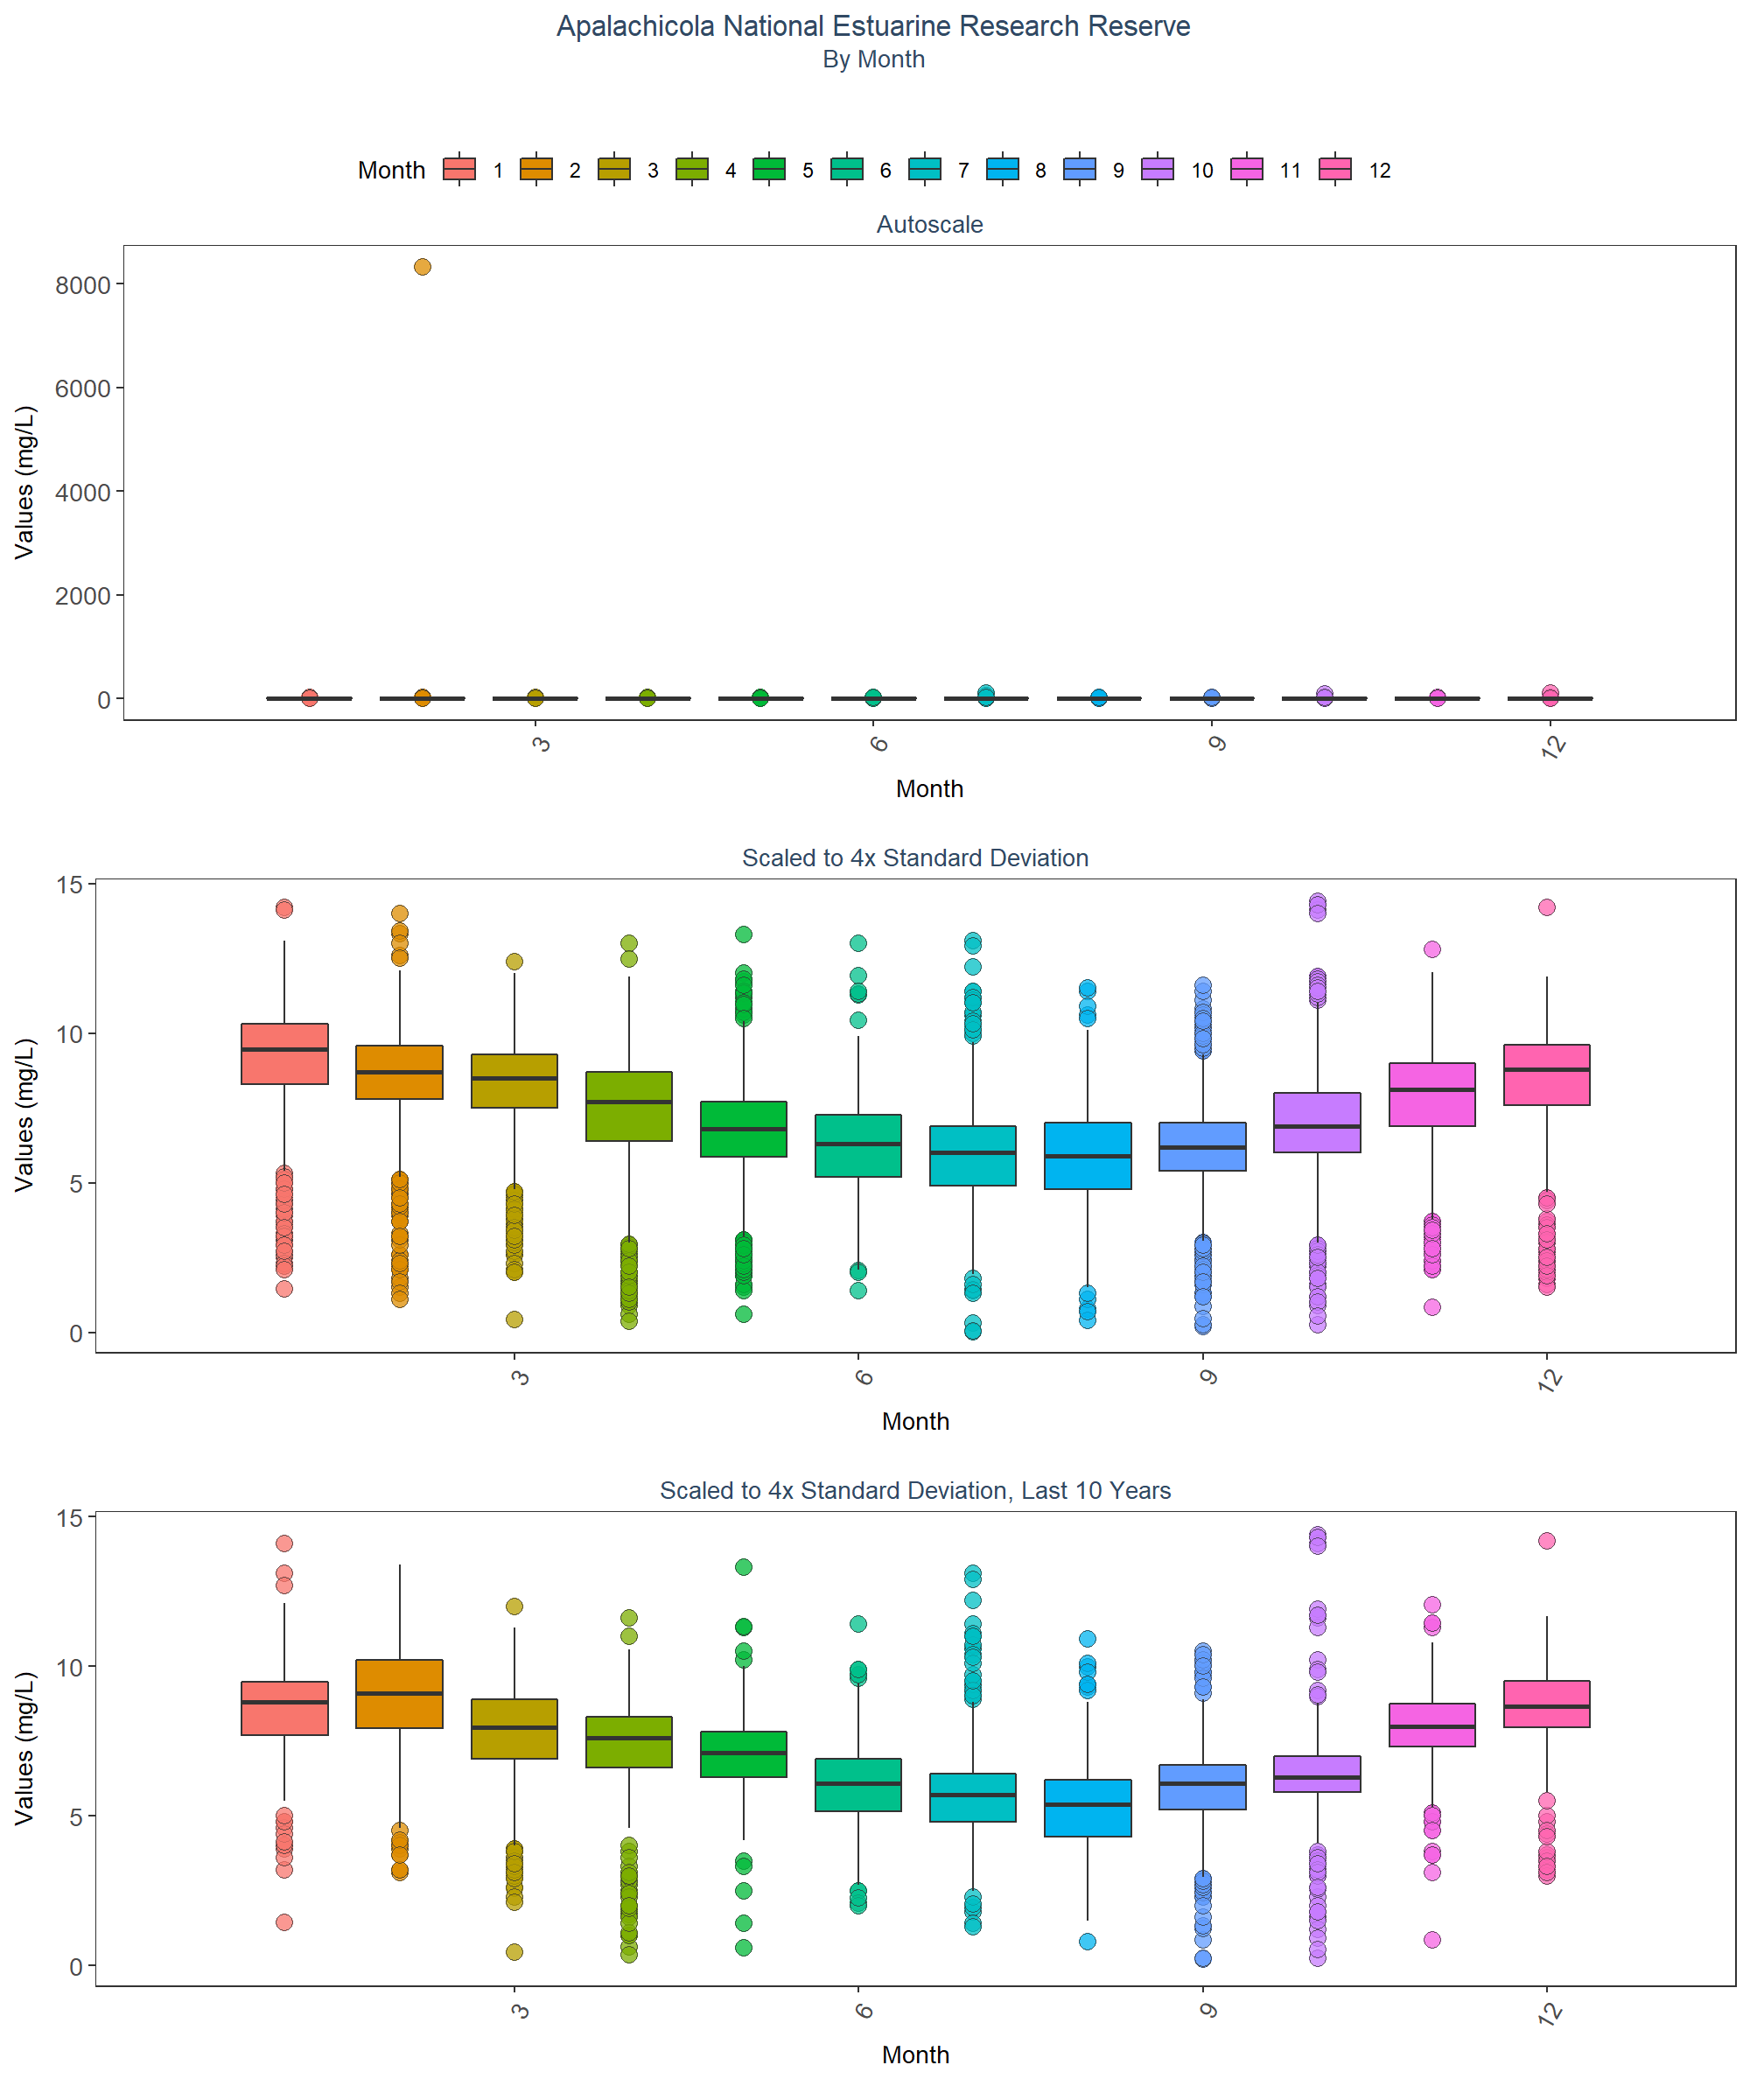 Apalachicola National Estuarine Research Reserve
By Month
Month 1 2 3 4 5 6 7 8 9 10 11 12
Autoscale
8000
6000
4000
2000
0
Values (mg/L)
3 6 9 12
Month
Scaled to 4x Standard Deviation
15
10
5
0
Values (mg/L)
3 6 9 12
Month
Scaled to 4x Standard Deviation, Last 10 Years
15
10
5
0
Values (mg/L)
3 6 9 12
Month